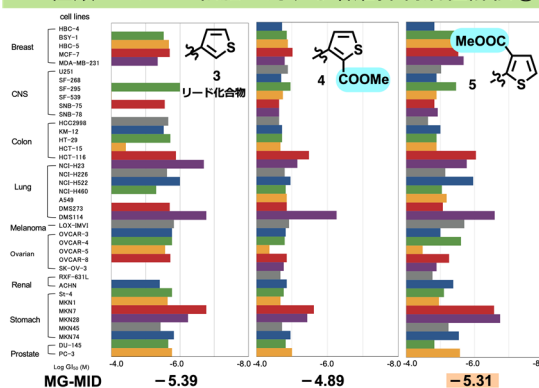 cell lines
Breast
HBC-4
BSY-1
HBC-5
MCF-7
MDA-MB-231
CNS
U251
SF-268
SF-295
SF-539
SNB-75
SNB-78
Colon
HCC2998
KM-12
HT-29
HCT-15
HCT-116
Lung
NCI-H23
NCI-H226
NCI-H522
NCI-H460
A549
DMS273
DMS114
Melanoma
LOX-IMVI
Ovarian
OVCAR-3
OVCAR-4
OVCAR-5
OVCAR-8
SK-OV-3
Renal
RXF-631L
ACHN
Stomach
St-4
MKN1
MKN7
MKN28
MKN45
MKN74
Prostate
DU-145
PC-3
S
3
リード化合物
S
4
COOMe
MeOOC
5
S
Log GI₅₀ (M)
-4.0 -6.0 -8.0
-4.0 -6.0 -8.0
-4.0 -6.0 -8.0
MG-MID −5.39 −4.89 −5.31